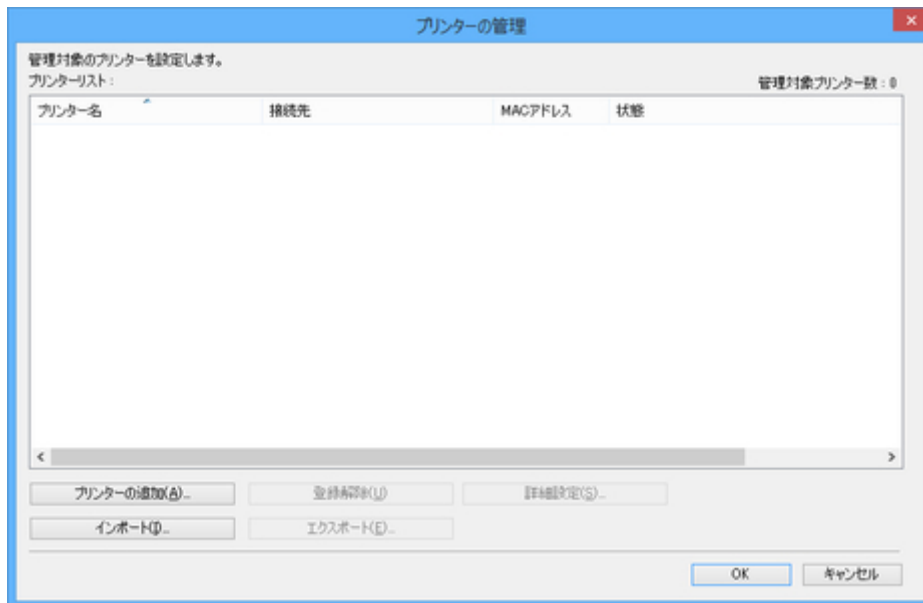 プリンターの管理
管理対象のプリンターを設定します。
プリンターリスト：
管理対象プリンター数：0
プリンター名 接続先 MACアドレス 状態
プリンターの追加(A)... 登録解除(U) 詳細設定(S)...
インポート(I)... エクスポート(E)...
OK キャンセル